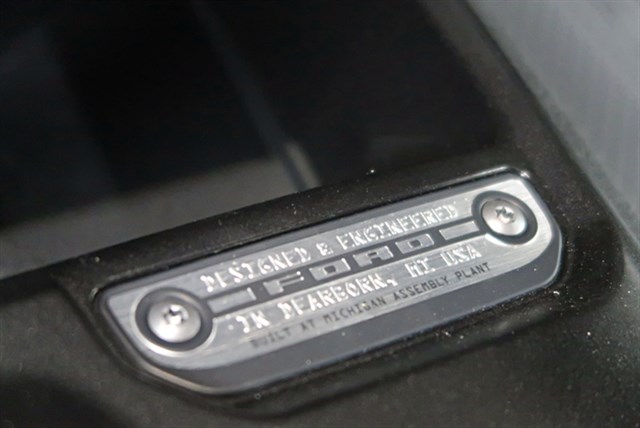 DESIGNED & ENGINEERED
FORD
IN DEARBORN, MI USA
BUILT AT MICHIGAN ASSEMBLY PLANT